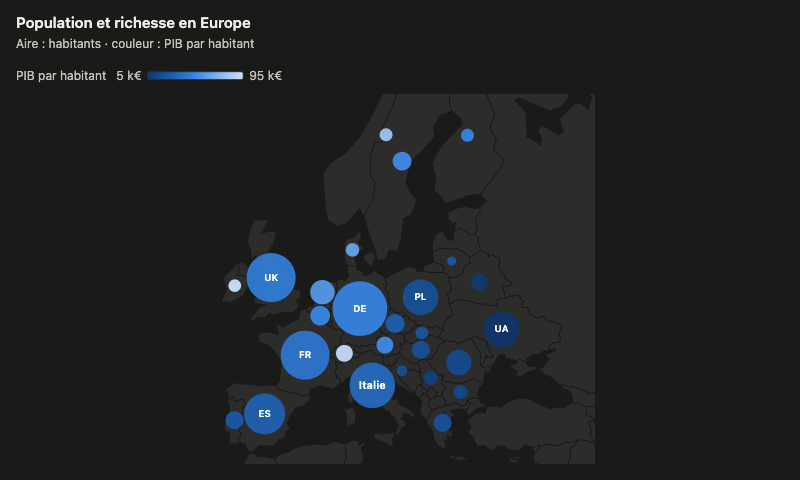 Population et richesse en Europe
Aire : habitants · couleur : PIB par habitant
PIB par habitant 5 k€ 95 k€
UK
DE
PL
UA
FR
Italie
ES